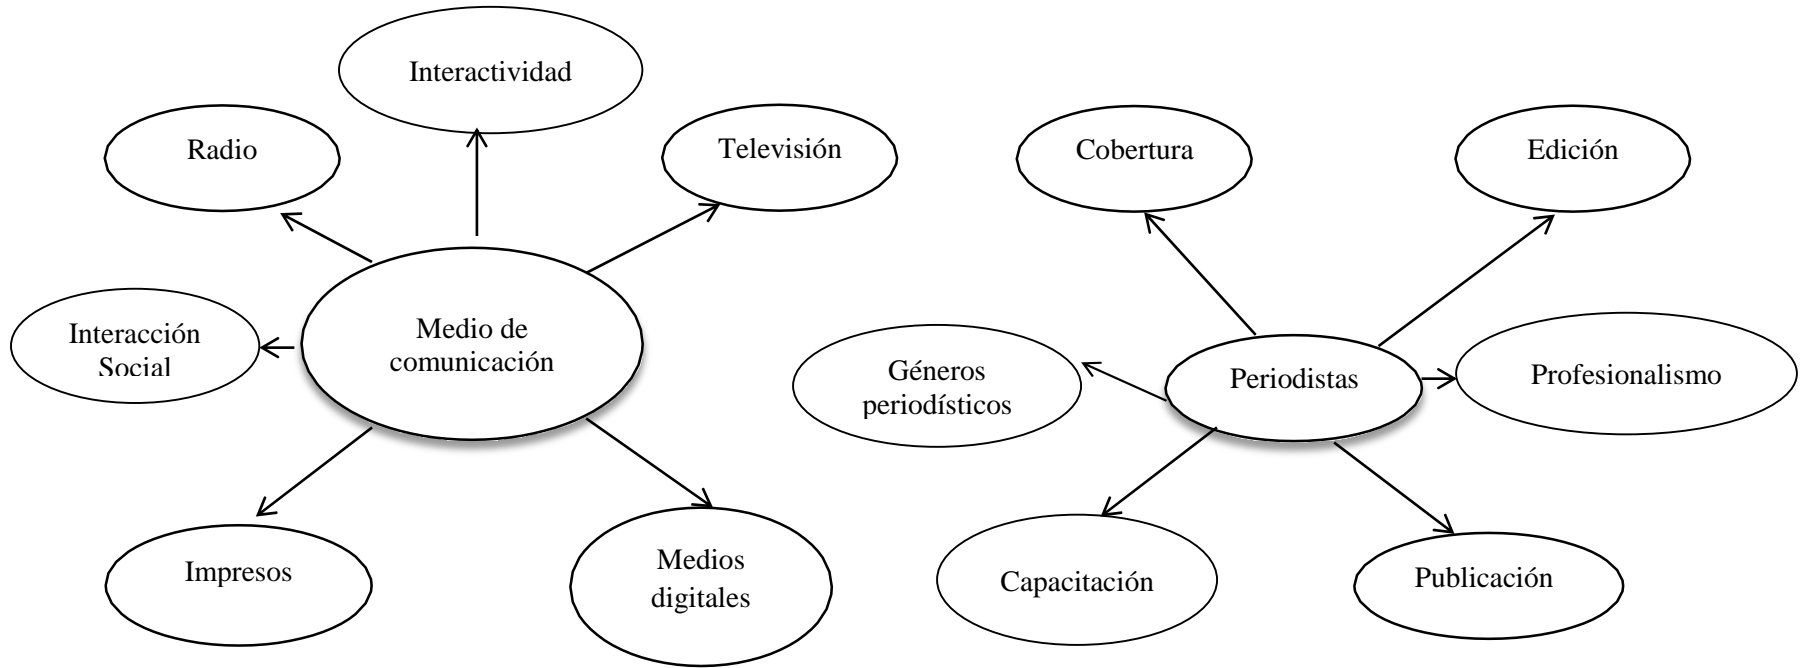 Interactividad
Radio
Televisión
Interacción
Social
Medio de
comunicación
Impresos
Medios
digitales
Cobertura
Edición
Géneros
periodísticos
Periodistas
Profesionalismo
Capacitación
Publicación